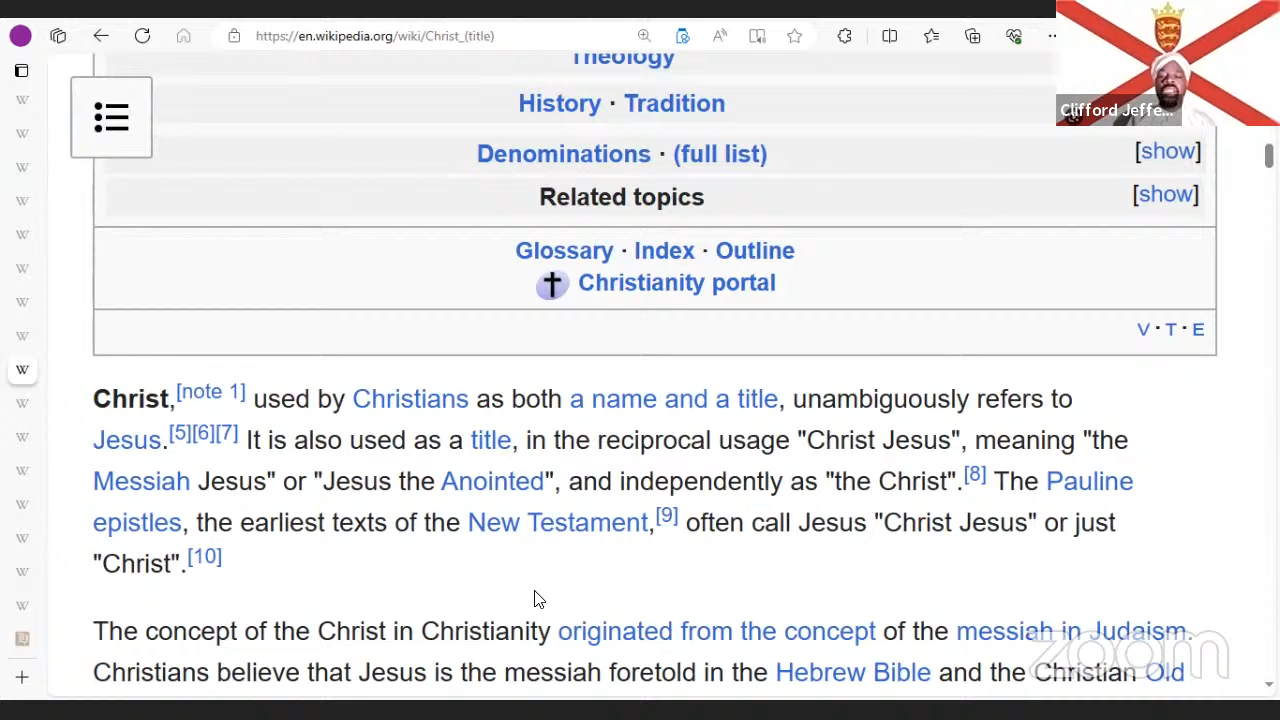 https://en.wikipedia.org/wiki/Christ_(title)
Clifford Jeffe...
Theology
History · Tradition
Denominations · (full list) [show]
Related topics [show]
Glossary · Index · Outline
Christianity portal
V · T · E
Christ,[note 1] used by Christians as both a name and a title, unambiguously refers to
Jesus.[5][6][7] It is also used as a title, in the reciprocal usage "Christ Jesus", meaning "the
Messiah Jesus" or "Jesus the Anointed", and independently as "the Christ".[8] The Pauline
epistles, the earliest texts of the New Testament,[9] often call Jesus "Christ Jesus" or just
"Christ".[10]
The concept of the Christ in Christianity originated from the concept of the messiah in Judaism.
Christians believe that Jesus is the messiah foretold in the Hebrew Bible and the Christian Old
zoom